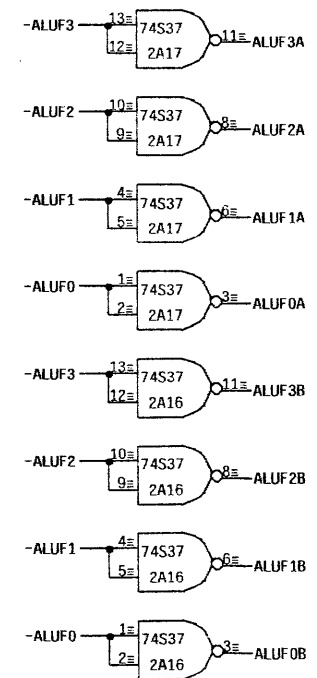 -ALUF3 13≡ 74S37 11≡ ALUF3A
12≡ 2A17
-ALUF2 10≡ 74S37 8≡ ALUF2A
9≡ 2A17
-ALUF1 4≡ 74S37 6≡ ALUF1A
5≡ 2A17
-ALUF0 1≡ 74S37 3≡ ALUF0A
2≡ 2A17
-ALUF3 13≡ 74S37 11≡ ALUF3B
12≡ 2A16
-ALUF2 10≡ 74S37 8≡ ALUF2B
9≡ 2A16
-ALUF1 4≡ 74S37 6≡ ALUF1B
5≡ 2A16
-ALUF0 1≡ 74S37 3≡ ALUF0B
2≡ 2A16